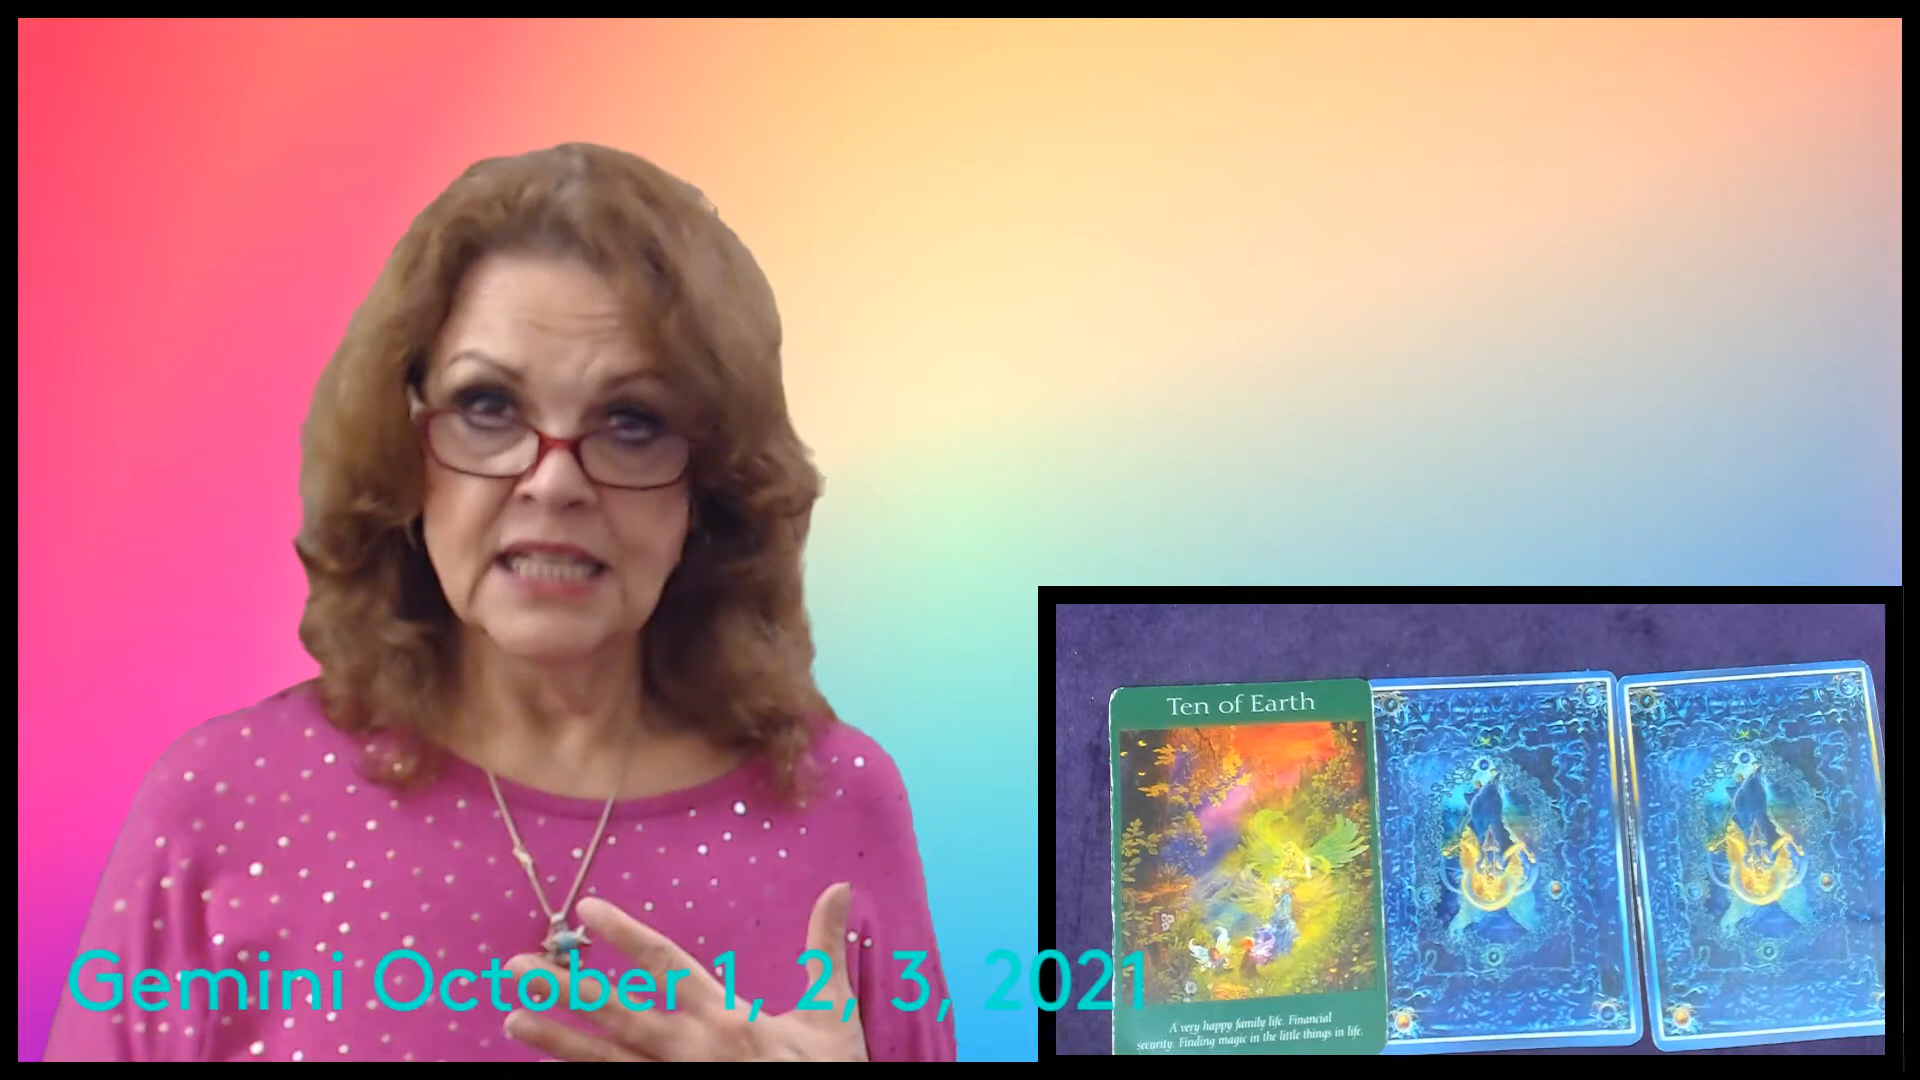 Ten of Earth
A very happy family life. Financial
security. Finding magic in the little things in life.
Gemini October 1, 2, 3, 2021